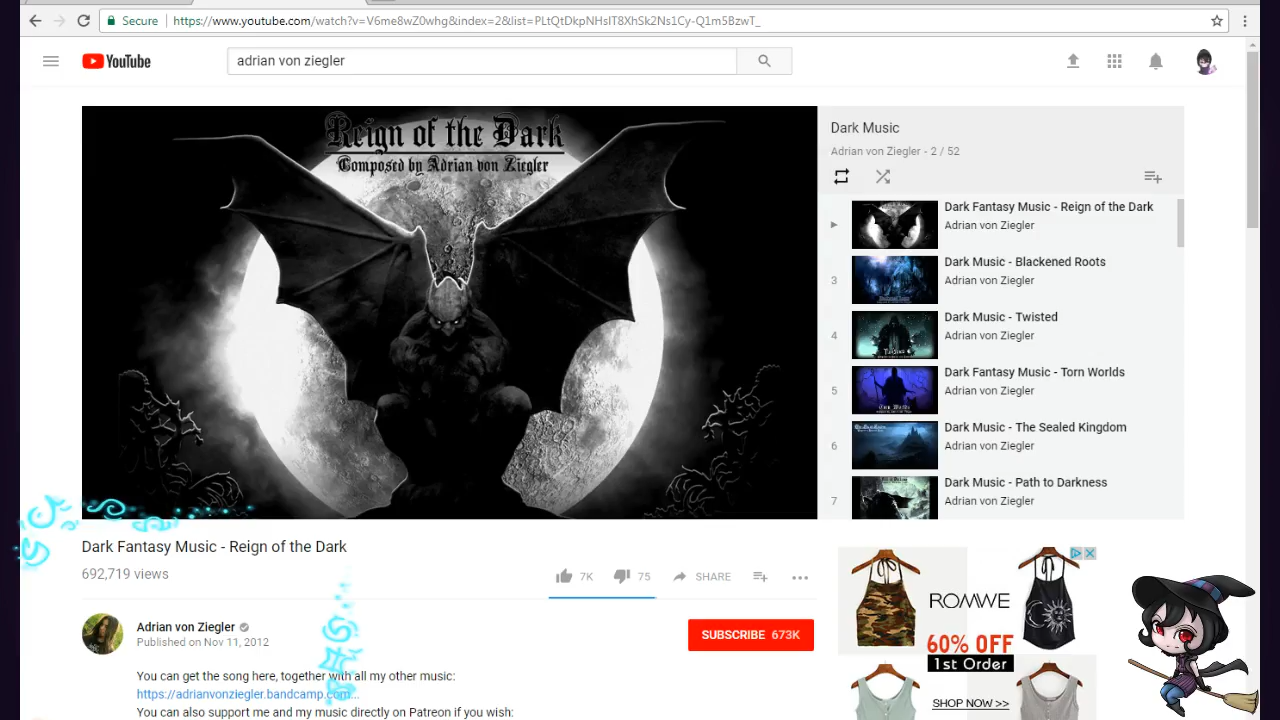 Secure
https://www.youtube.com/watch?v=V6me8wZ0whg&index=2&list=PLtQtDkpNHsIT8XhSk2Ns1Cy-Q1m5BzwT_
YouTube
adrian von ziegler
Reign of the Dark
Composed by Adrian von Ziegler
Dark Music
Adrian von Ziegler - 2 / 52
Dark Fantasy Music - Reign of the Dark
Adrian von Ziegler
3
Dark Music - Blackened Roots
Adrian von Ziegler
4
Dark Music - Twisted
Adrian von Ziegler
5
Dark Fantasy Music - Torn Worlds
Adrian von Ziegler
6
Dark Music - The Sealed Kingdom
Adrian von Ziegler
7
Dark Music - Path to Darkness
Adrian von Ziegler
Dark Fantasy Music - Reign of the Dark
692,719 views
7K
75
SHARE
Adrian von Ziegler
Published on Nov 11, 2012
SUBSCRIBE 673K
You can get the song here, together with all my other music:
https://adrianvonziegler.bandcamp.com...
You can also support me and my music directly on Patreon if you wish:
ROMWE
60% OFF
1st Order
SHOP NOW >>